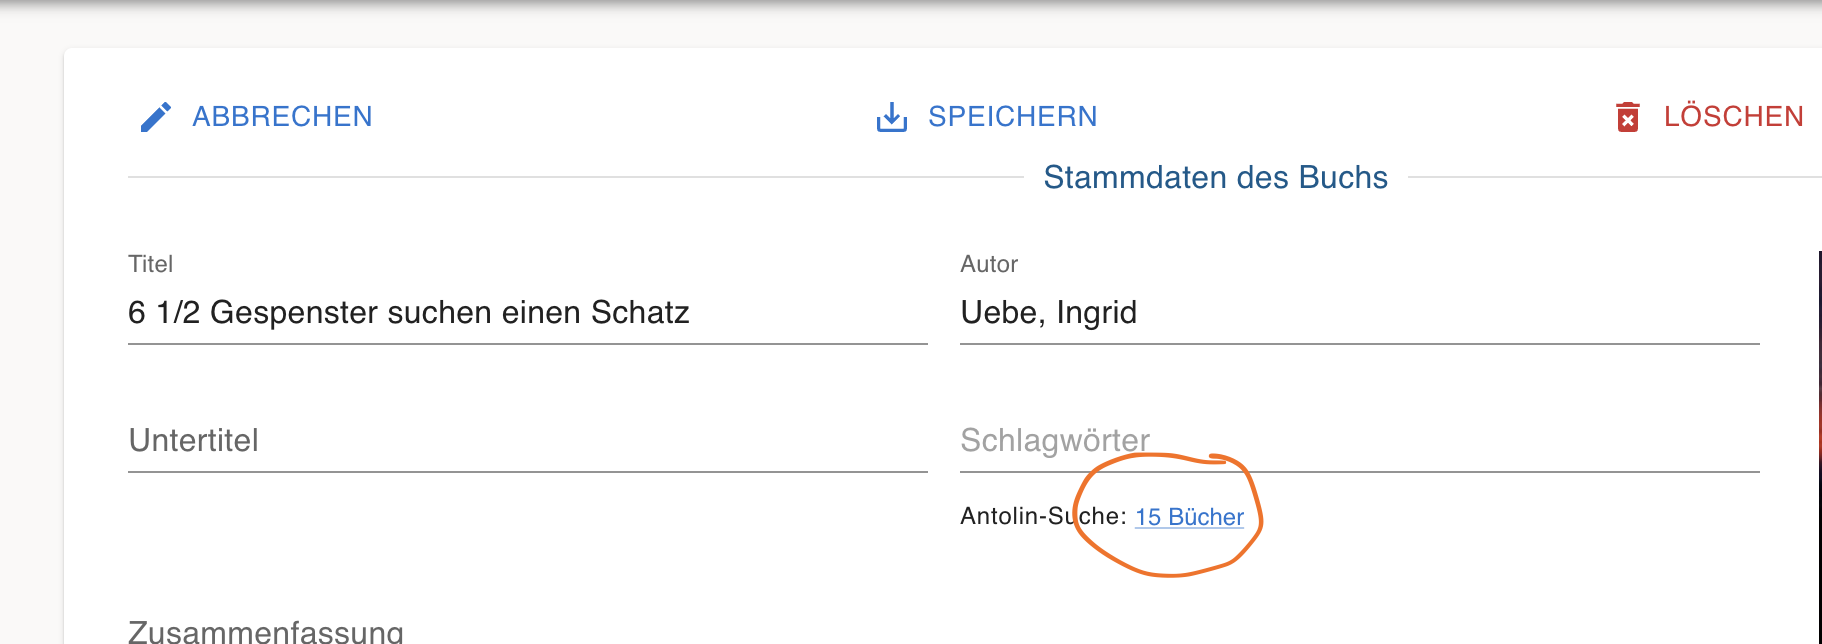 ABBRECHEN SPEICHERN LÖSCHEN
Stammdaten des Buchs
Titel Autor
6 1/2 Gespenster suchen einen Schatz Uebe, Ingrid
Untertitel Schlagwörter
Antolin-Suche: 15 Bücher
Zusammenfassung